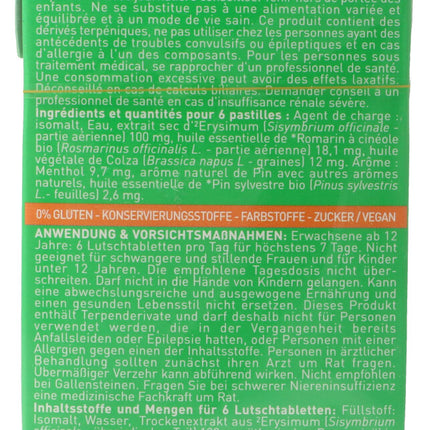 enfants. Ne se substitue pas à une alimentation variée et
équilibrée et à un mode de vie sain. Ce produit contient des
dérivés terpéniques, ne pas utiliser chez les personnes ayant des
antécédents de troubles convulsifs ou épileptiques et en cas
d'allergie à l'un des composants. Pour les personnes sous
traitement médical, se rapprocher d'un professionnel de santé.
Une consommation excessive peut avoir des effets laxatifs.
Déconseillé en cas de calculs biliaires. Demander conseil à un
professionnel de santé en cas d'insuffisance rénale sévère.
Ingrédients et quantités pour 6 pastilles : Agent de charge :
Isomalt, Eau, extrait sec d'²Erysimum (Sisymbrium officinale -
partie aérienne) 100 mg, huile essentielle de *Romarin à cinéole
bio (Rosmarinus officinalis L. - partie aérienne) 18,1 mg, huile
végétale de Colza (Brassica napus L - graines) 12 mg. Arôme :
Menthol 9,7 mg, arôme naturel de Pin avec autres arômes
naturels, huile essentielle de *Pin sylvestre bio (Pinus sylvestris
L.- feuilles) 2,6 mg.
0% GLUTEN - KONSERVIERUNGSSTOFFE - FARBSTOFFE - ZUCKER / VEGAN
ANWENDUNG & VORSICHTSMAßNAHMEN: Erwachsene ab 12
Jahre: 6 Lutschtabletten pro Tag für höchstens 7 Tage. Nicht
geeignet für schwangere und stillende Frauen und für Kinder
unter 12 Jahren. Die empfohlene Tagesdosis nicht über-
schreiten. Darf nicht in die Hände von Kindern gelangen. Kann
eine abwechslungsreiche und ausgewogene Ernährung und
einen gesunden Lebensstil nicht ersetzen. Dieses Produkt
enthält Terpenderivate und darf deshalb nicht für Personen
verwendet werden, die in der Vergangenheit bereits
Anfallsleiden oder Epilepsie hatten, oder Personen mit einer
Allergien gegen einen der Inhaltsstoffe. Personen in ärztlicher
Behandlung sollten zunächst ihren Arzt um Rat fragen.
Übermäßiger Verzehr kann abführend wirken. Nicht empfohlen
bei Gallensteinen. Fragen Sie bei schwerer Niereninsuffizienz
eine medizinische Fachkraft um Rat.
Inhaltsstoffe und Mengen für 6 Lutschtabletten: Füllstoff:
Isomalt, Wasser, Trockenextrakt aus ²Erysimum (Sisymbrium